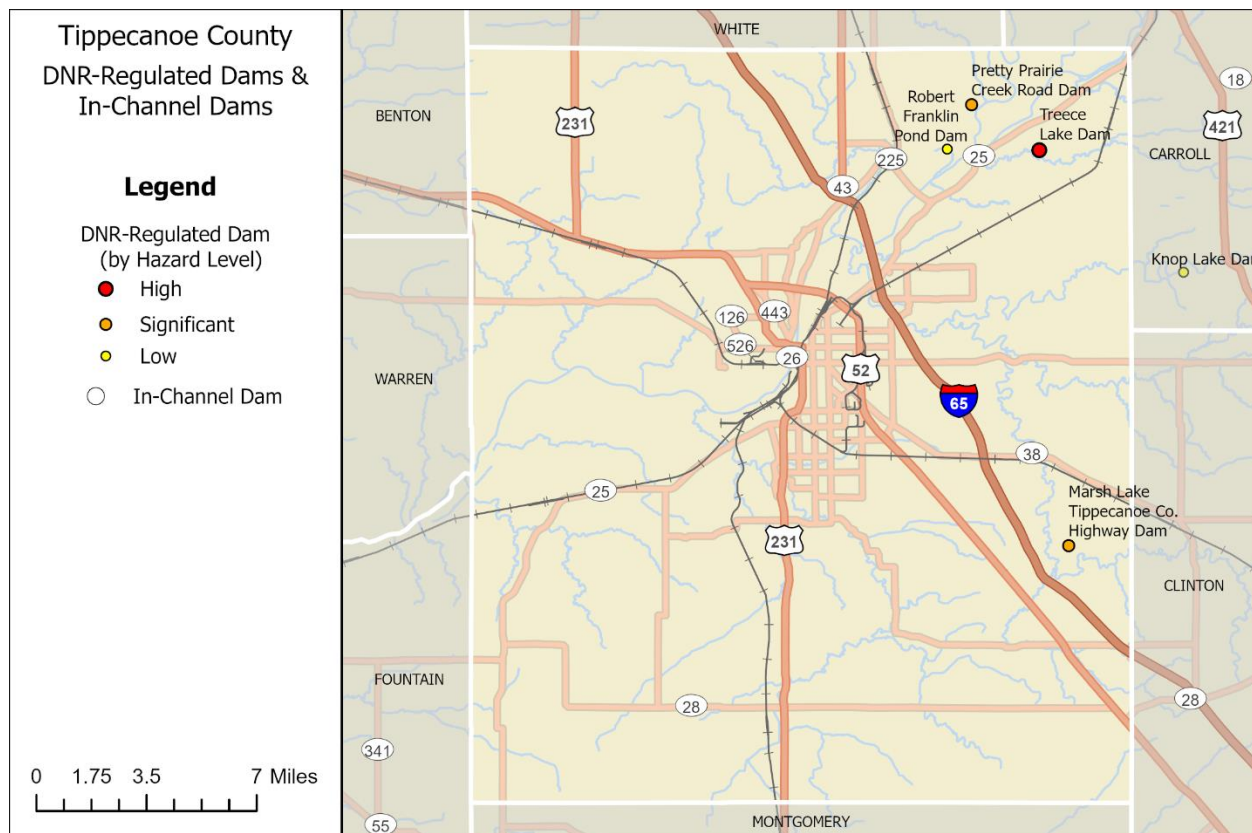 Tippecanoe County
DNR-Regulated Dams &
In-Channel Dams
Legend
DNR-Regulated Dam
(by Hazard Level)
High
Significant
Low
In-Channel Dam
0 1.75 3.5 7 Miles
WHITE
BENTON
231
Pretty Prairie
Creek Road Dam
Robert
Franklin
Pond Dam
Treece
Lake Dam
18
421
CARROLL
225
25
43
Knop Lake Dam
126
443
526
26
52
WARREN
65
38
25
Marsh Lake
Tippecanoe Co.
Highway Dam
231
CLINTON
FOUNTAIN
28
28
341
55
MONTGOMERY